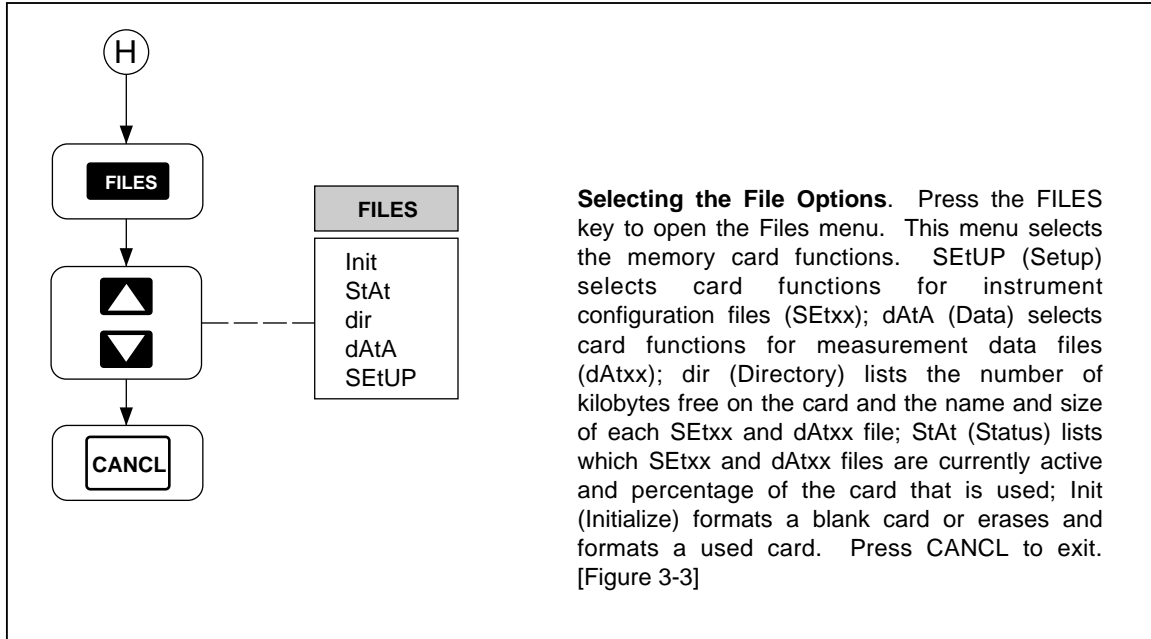 H
FILES
CANCL
FILES
Init
StAt
dir
dAtA
SEtUP
Selecting the File Options. Press the FILES
key to open the Files menu. This menu selects
the memory card functions. SEtUP (Setup)
selects card functions for instrument
configuration files (SEtxx); dAtA (Data) selects
card functions for measurement data files
(dAtxx); dir (Directory) lists the number of
kilobytes free on the card and the name and size
of each SEtxx and dAtxx file; StAt (Status) lists
which SEtxx and dAtxx files are currently active
and percentage of the card that is used; Init
(Initialize) formats a blank card or erases and
formats a used card. Press CANCL to exit.
[Figure 3-3]